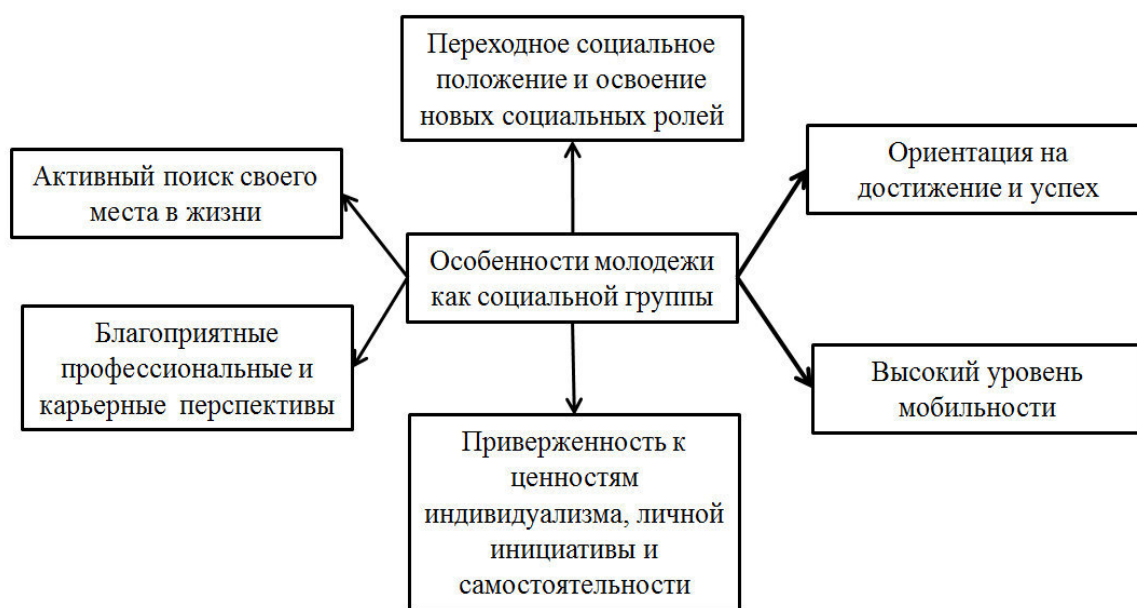 Переходное социальное
положение и освоение
новых социальных ролей
Активный поиск своего
места в жизни
Ориентация на
достижение и успех
Особенности молодежи
как социальной группы
Благоприятные
профессиональные и
карьерные перспективы
Высокий уровень
мобильности
Приверженность к
ценностям
индивидуализма, личной
инициативы и
самостоятельности